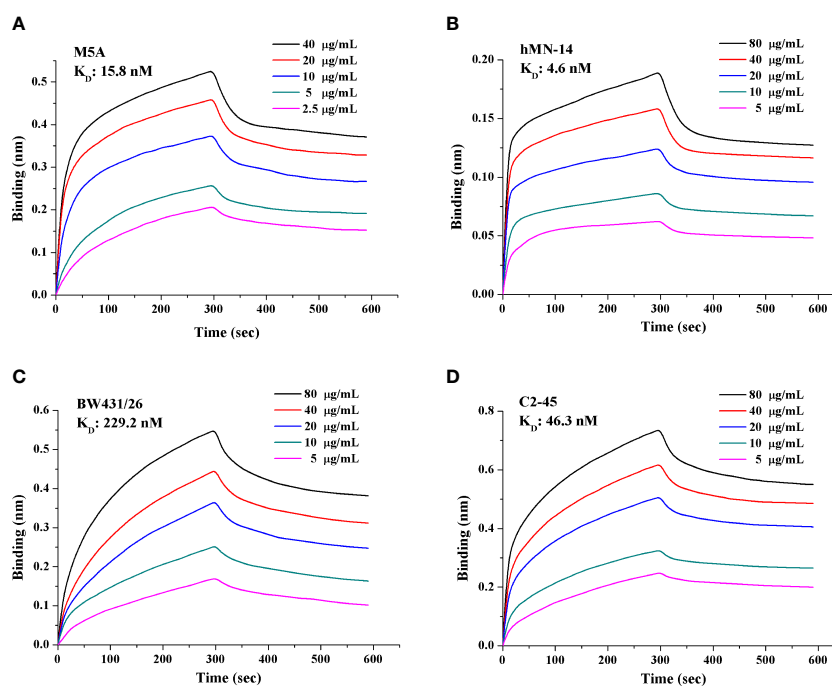 A
M5A
K_D: 15.8 nM
40 μg/mL
20 μg/mL
10 μg/mL
5 μg/mL
2.5 μg/mL
Binding (nm)
0.5
0.4
0.3
0.2
0.1
0.0
0 100 200 300 400 500 600
Time (sec)
B
hMN-14
K_D: 4.6 nM
80 μg/mL
40 μg/mL
20 μg/mL
10 μg/mL
5 μg/mL
Binding (nm)
0.20
0.15
0.10
0.05
0.00
0 100 200 300 400 500 600
Time (sec)
C
BW431/26
K_D: 229.2 nM
80 μg/mL
40 μg/mL
20 μg/mL
10 μg/mL
5 μg/mL
Binding (nm)
0.6
0.5
0.4
0.3
0.2
0.1
0.0
0 100 200 300 400 500 600
Time (sec)
D
C2-45
K_D: 46.3 nM
80 μg/mL
40 μg/mL
20 μg/mL
10 μg/mL
5 μg/mL
Binding (nm)
0.8
0.6
0.4
0.2
0.0
0 100 200 300 400 500 600
Time (sec)